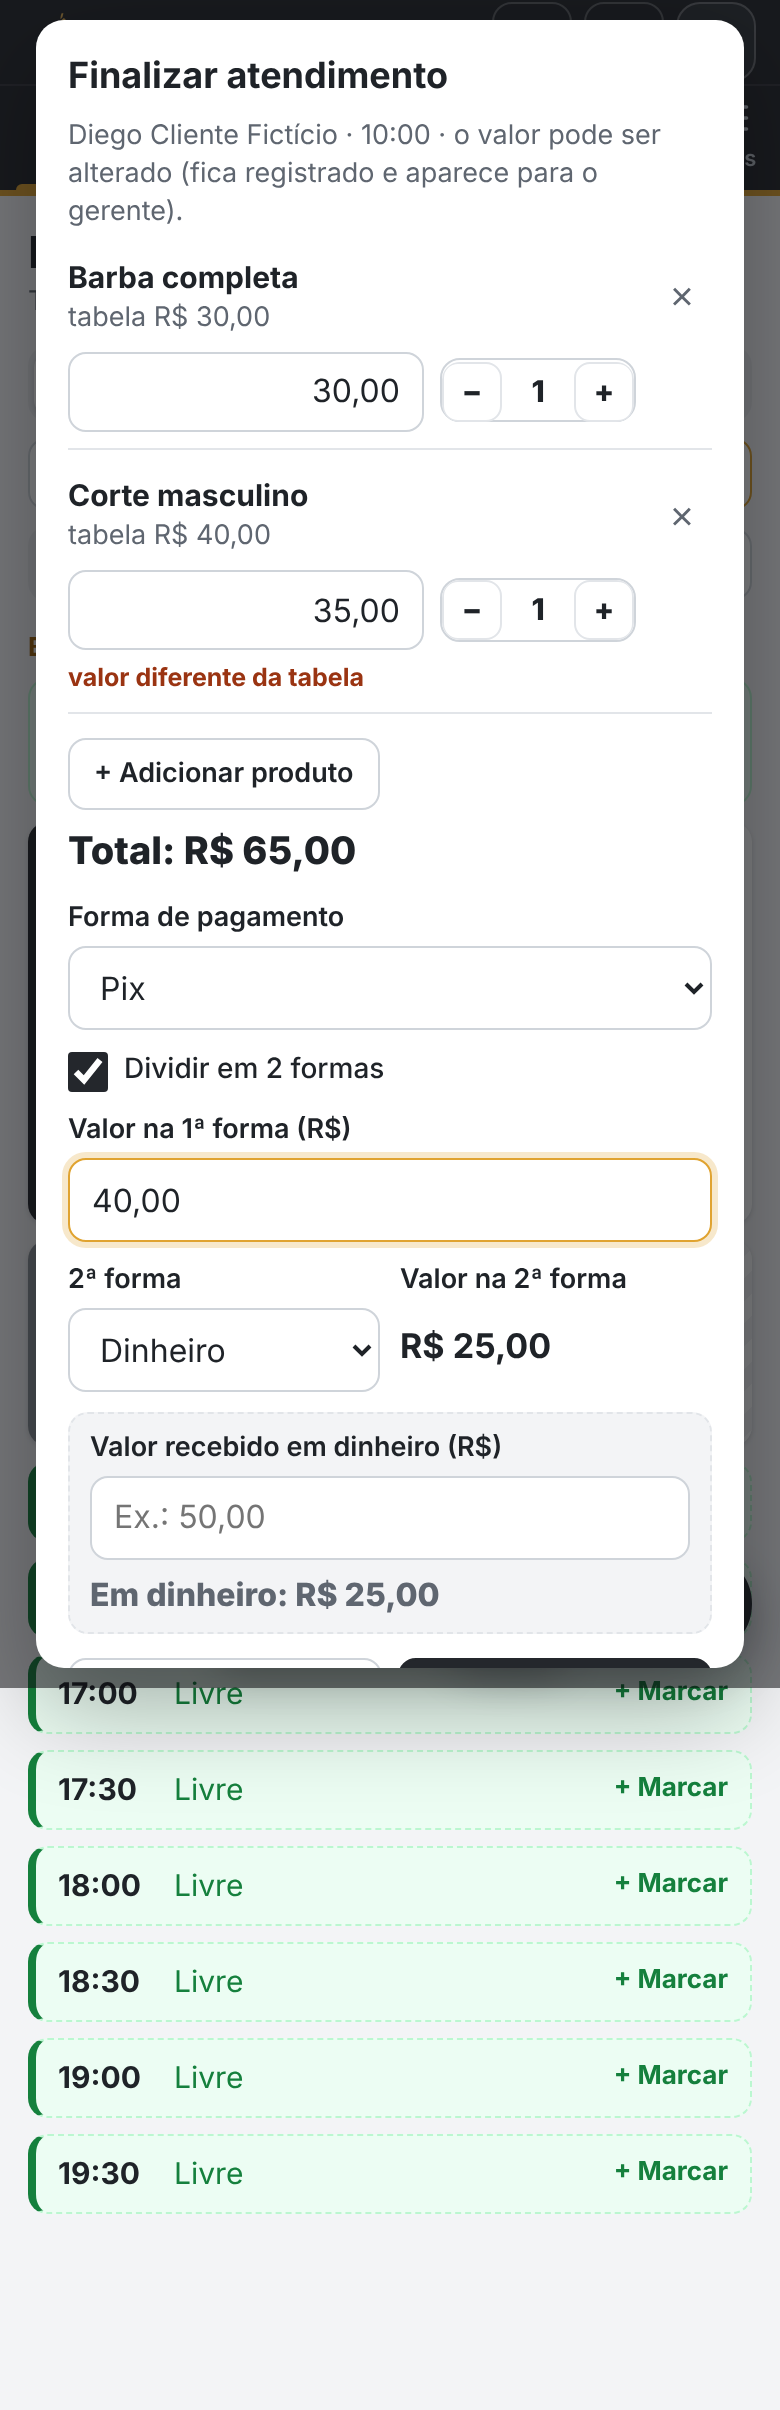 Finalizar atendimento
Diego Cliente Fictício · 10:00 · o valor pode ser
alterado (fica registrado e aparece para o
gerente).
Barba completa
tabela R$ 30,00
×
30,00
− 1 +
Corte masculino
tabela R$ 40,00
×
35,00
− 1 +
valor diferente da tabela
+ Adicionar produto
Total: R$ 65,00
Forma de pagamento
Pix
Dividir em 2 formas
Valor na 1ª forma (R$)
40,00
2ª forma
Valor na 2ª forma
Dinheiro
R$ 25,00
Valor recebido em dinheiro (R$)
Ex.: 50,00
Em dinheiro: R$ 25,00
17:00 Livre + Marcar
17:30 Livre + Marcar
18:00 Livre + Marcar
18:30 Livre + Marcar
19:00 Livre + Marcar
19:30 Livre + Marcar